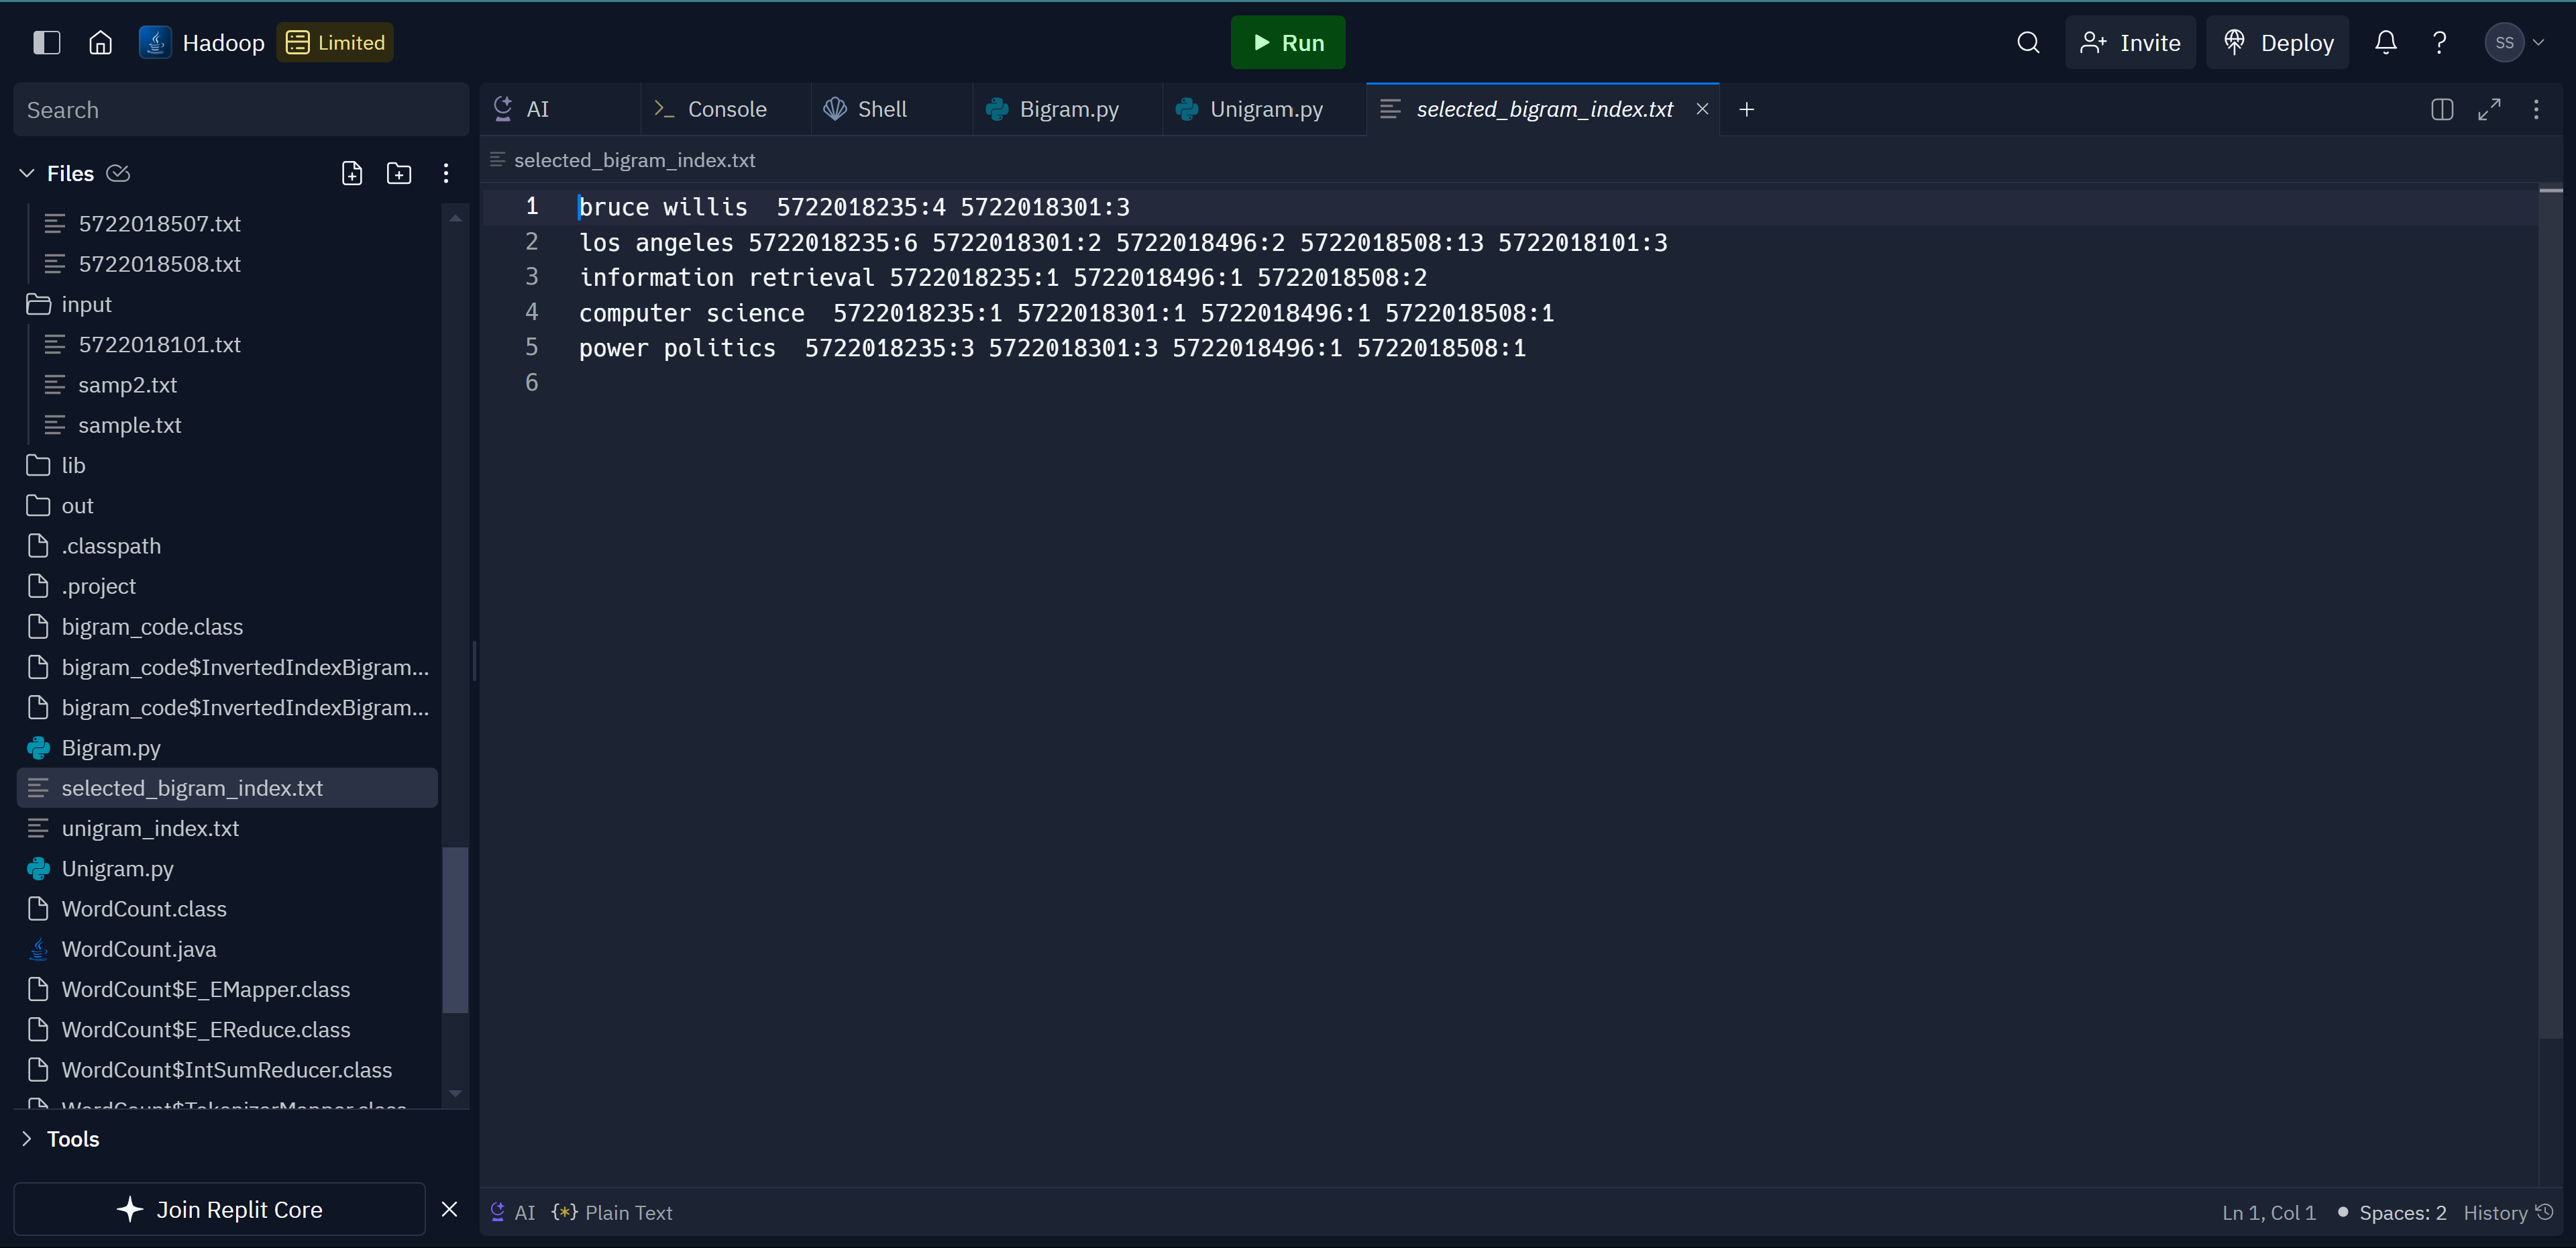 Hadoop Limited Run Invite Deploy ? SS
Search
AI Console Shell Bigram.py Unigram.py selected_bigram_index.txt
Files
selected_bigram_index.txt
5722018507.txt
5722018508.txt
input
5722018101.txt
samp2.txt
sample.txt
lib
out
.classpath
.project
bigram_code.class
bigram_code$InvertedIndexBigram...
bigram_code$InvertedIndexBigram...
Bigram.py
selected_bigram_index.txt
unigram_index.txt
Unigram.py
WordCount.class
WordCount.java
WordCount$E_EMapper.class
WordCount$E_EReduce.class
WordCount$IntSumReducer.class
WordCount$TokenizerMapper.class
Tools
Join Replit Core
1 bruce willis  5722018235:4 5722018301:3
2 los angeles 5722018235:6 5722018301:2 5722018496:2 5722018508:13 5722018101:3
3 information retrieval 5722018235:1 5722018496:1 5722018508:2
4 computer science  5722018235:1 5722018301:1 5722018496:1 5722018508:1
5 power politics  5722018235:3 5722018301:3 5722018496:1 5722018508:1
6
AI {*} Plain Text Ln 1, Col 1 Spaces: 2 History